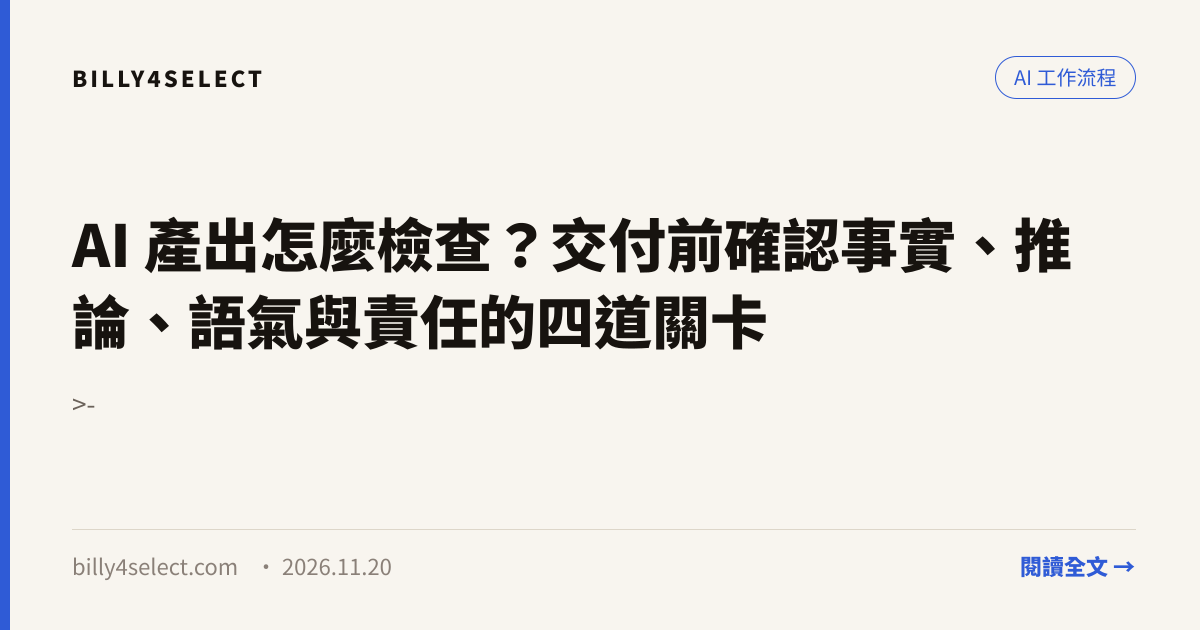 BILLY4SELECT
AI 工作流程
AI 產出怎麼檢查？交付前確認事實、推
論、語氣與責任的四道關卡
>-
billy4select.com • 2026.11.20
閱讀全文 →